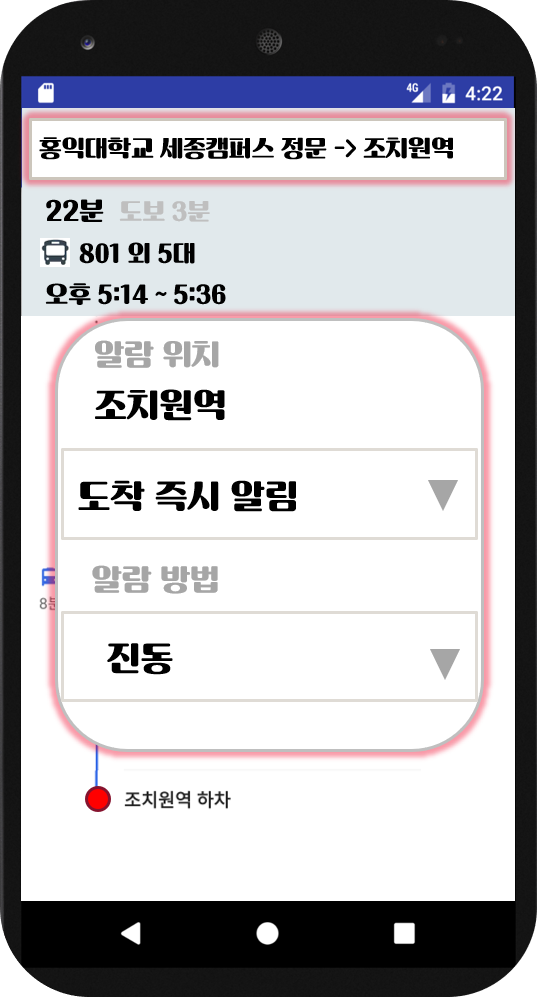 4G 4:22
홍익대학교 세종캠퍼스 정문 -> 조치원역
22분 도보 3분
801 외 5대
오후 5:14 ~ 5:36
알람 위치
조치원역
도착 즉시 알림
알람 방법
8분
진동
조치원역 하차